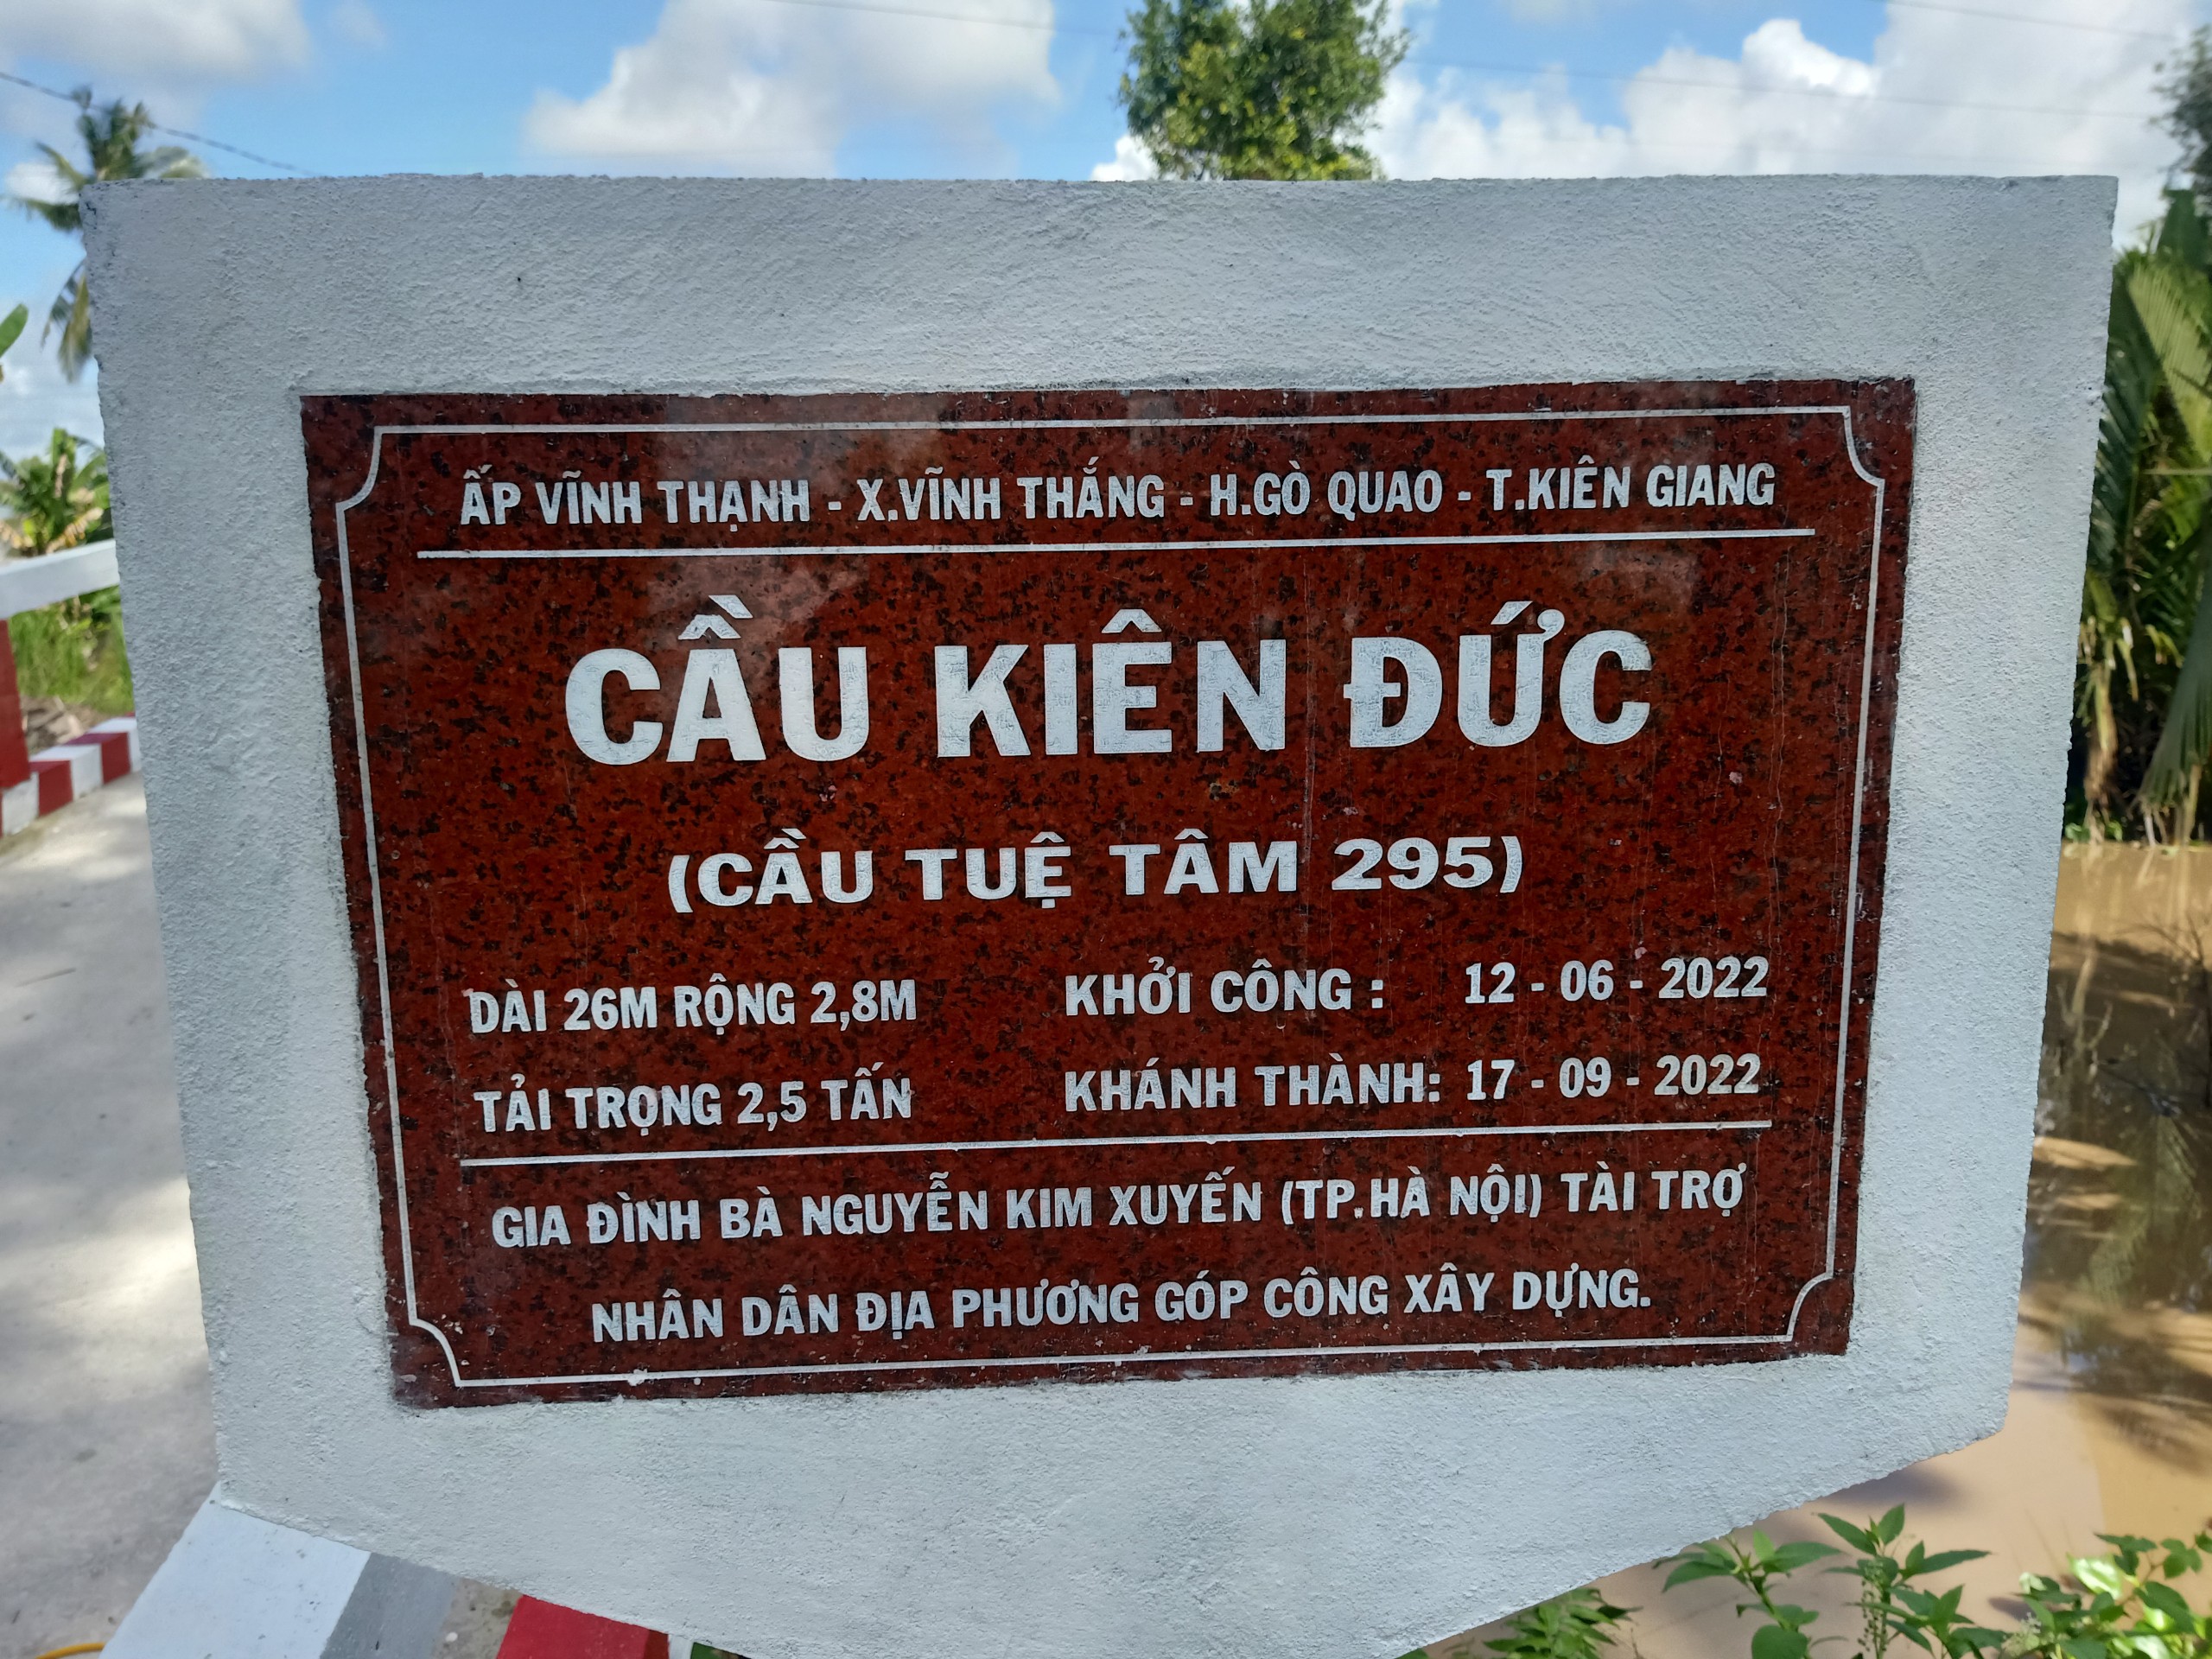 ẤP VĨNH THẠNH - X.VĨNH THẮNG - H.GÒ QUAO - T.KIÊN GIANG
CẦU KIÊN ĐỨC
(CẦU TUỆ TÂM 295)
DÀI 26M RỘNG 2,8M KHỞI CÔNG : 12 - 06 - 2022
TẢI TRỌNG 2,5 TẤN KHÁNH THÀNH: 17 - 09 - 2022
GIA ĐÌNH BÀ NGUYỄN KIM XUYẾN (TP.HÀ NỘI) TÀI TRỢ
NHÂN DÂN ĐỊA PHƯƠNG GÓP CÔNG XÂY DỰNG.